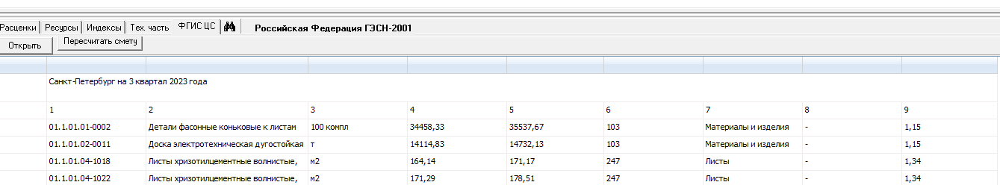 Расценки Ресурсы Индексы Тех. часть ФГИС ЦС Российская Федерация ГЭСН-2001
Открыть Пересчитать смету
Санкт-Петербург на 3 квартал 2023 года
1 2 3 4 5 6 7 8 9
01.1.01.01-0002 Детали фасонные коньковые к листам 100 компл 34458,33 35537,67 103 Материалы и изделия - 1,15
01.1.01.02-0011 Доска электротехническая дугостойкая т 14114,83 14732,13 103 Материалы и изделия - 1,15
01.1.01.04-1018 Листы хризотилцементные волнистые, м2 164,14 171,17 247 Листы - 1,34
01.1.01.04-1022 Листы хризотилцементные волнистые, м2 171,29 178,51 247 Листы - 1,34